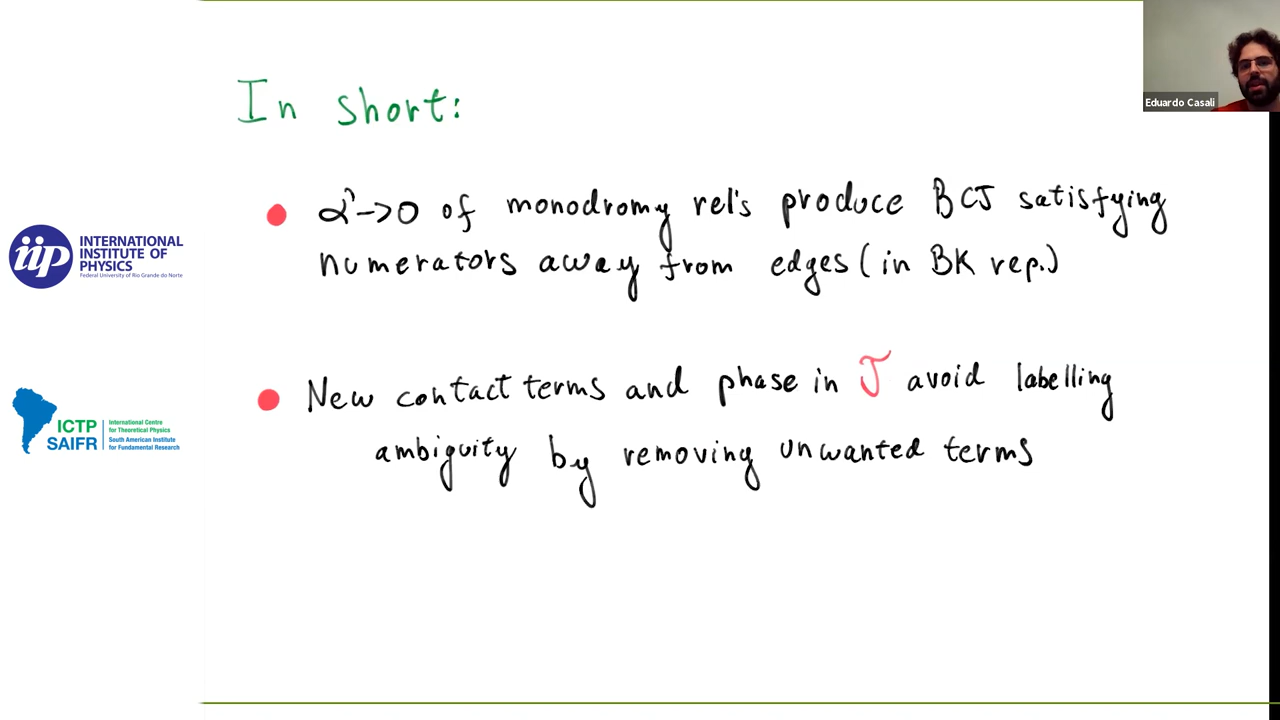 Eduardo Casali
In short:
α'→0 of monodromy rel's produce BCJ satisfying
numerators away from edges (in BK rep.)
New contact terms and phase in J avoid labelling
ambiguity by removing unwanted terms
iip
INTERNATIONAL
INSTITUTE OF
PHYSICS
Federal University of Rio Grande do Norte
ICTP
SAIFR
International Centre
for Theoretical Physics
South American Institute
for Fundamental Research